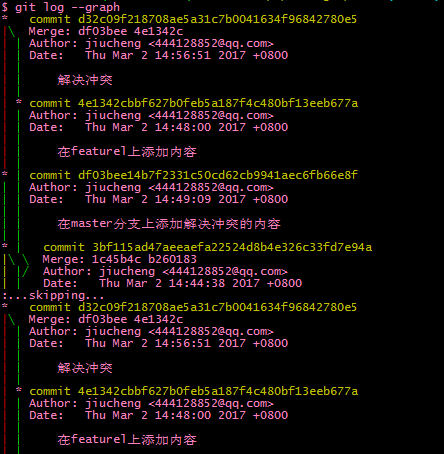 $ git log --graph
*   commit d32c09f218708ae5a31c7b0041634f96842780e5
|\  Merge: df03bee 4e1342c
| | Author: jiucheng <444128852@qq.com>
| | Date:   Thu Mar 2 14:56:51 2017 +0800
| |
| |     解决冲突
| |
| * commit 4e1342cbbf627b0feb5a187f4c480bf13eeb677a
| | Author: jiucheng <444128852@qq.com>
| | Date:   Thu Mar 2 14:48:00 2017 +0800
| |
| |     在featurel上添加内容
| |
* | commit df03bee14b7f2331c50cd62cb9941aec6fb66e8f
| | Author: jiucheng <444128852@qq.com>
| | Date:   Thu Mar 2 14:49:09 2017 +0800
| |
| |     在master分支上添加解决冲突的内容
| |
* |   commit 3bf115ad47aeeaefa22524d8b4e326c33fd7e94a
|\ \  Merge: 1c45b4c b260183
| |/  Author: jiucheng <444128852@qq.com>
| |   Date:   Thu Mar 2 14:44:38 2017 +0800
:...skipping...
*   commit d32c09f218708ae5a31c7b0041634f96842780e5
|\  Merge: df03bee 4e1342c
| | Author: jiucheng <444128852@qq.com>
| | Date:   Thu Mar 2 14:56:51 2017 +0800
| |
| |     解决冲突
| |
| * commit 4e1342cbbf627b0feb5a187f4c480bf13eeb677a
| | Author: jiucheng <444128852@qq.com>
| | Date:   Thu Mar 2 14:48:00 2017 +0800
| |
| |     在featurel上添加内容